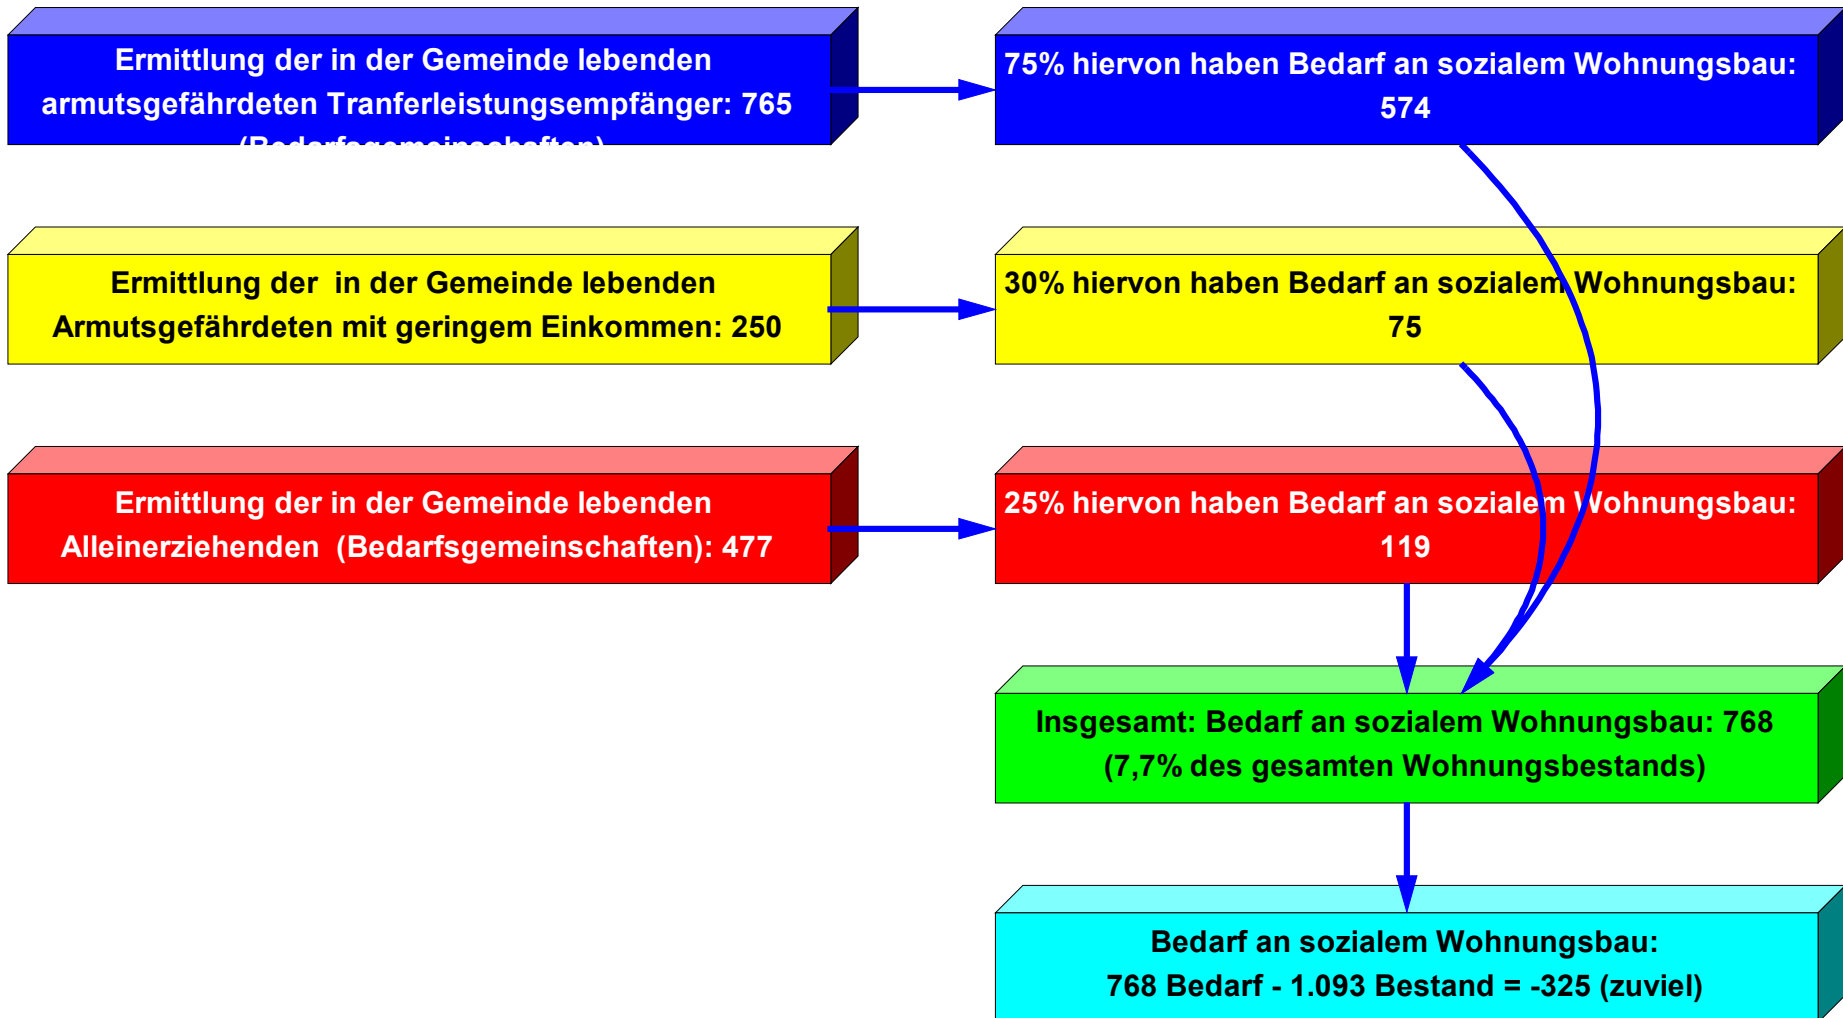 Ermittlung der in der Gemeinde lebenden
armutsgefährdeten Tranferleistungsempfänger: 765
(Bedarfsgemeinschaften)
75% hiervon haben Bedarf an sozialem Wohnungsbau:
574
Ermittlung der in der Gemeinde lebenden
Armutsgefährdeten mit geringem Einkommen: 250
30% hiervon haben Bedarf an sozialem Wohnungsbau:
75
Ermittlung der in der Gemeinde lebenden
Alleinerziehenden (Bedarfsgemeinschaften): 477
25% hiervon haben Bedarf an sozialem Wohnungsbau:
119
Insgesamt: Bedarf an sozialem Wohnungsbau: 768
(7,7% des gesamten Wohnungsbestands)
Bedarf an sozialem Wohnungsbau:
768 Bedarf - 1.093 Bestand = -325 (zuviel)